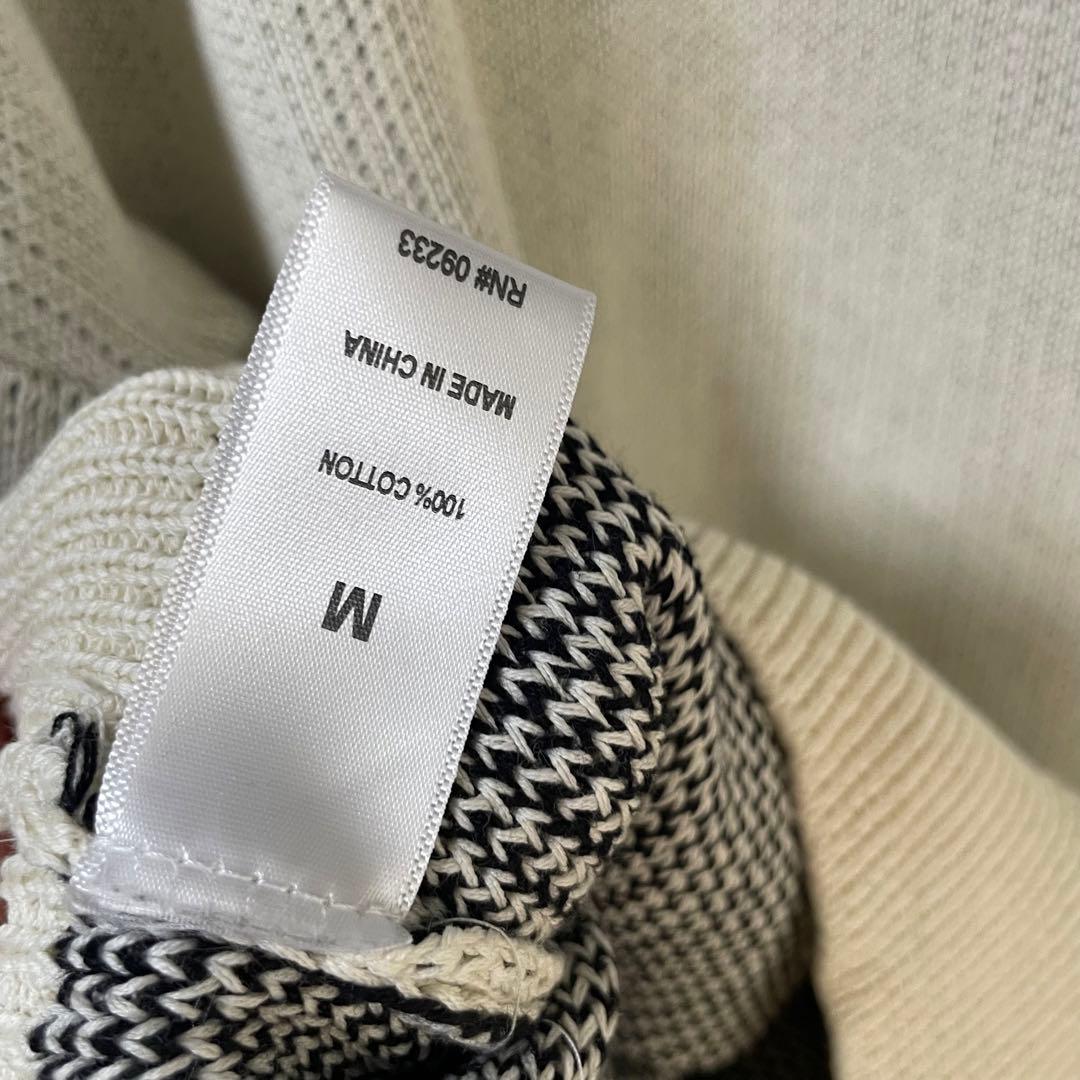 M
100% COTTON
MADE IN CHINA
RN# 09233